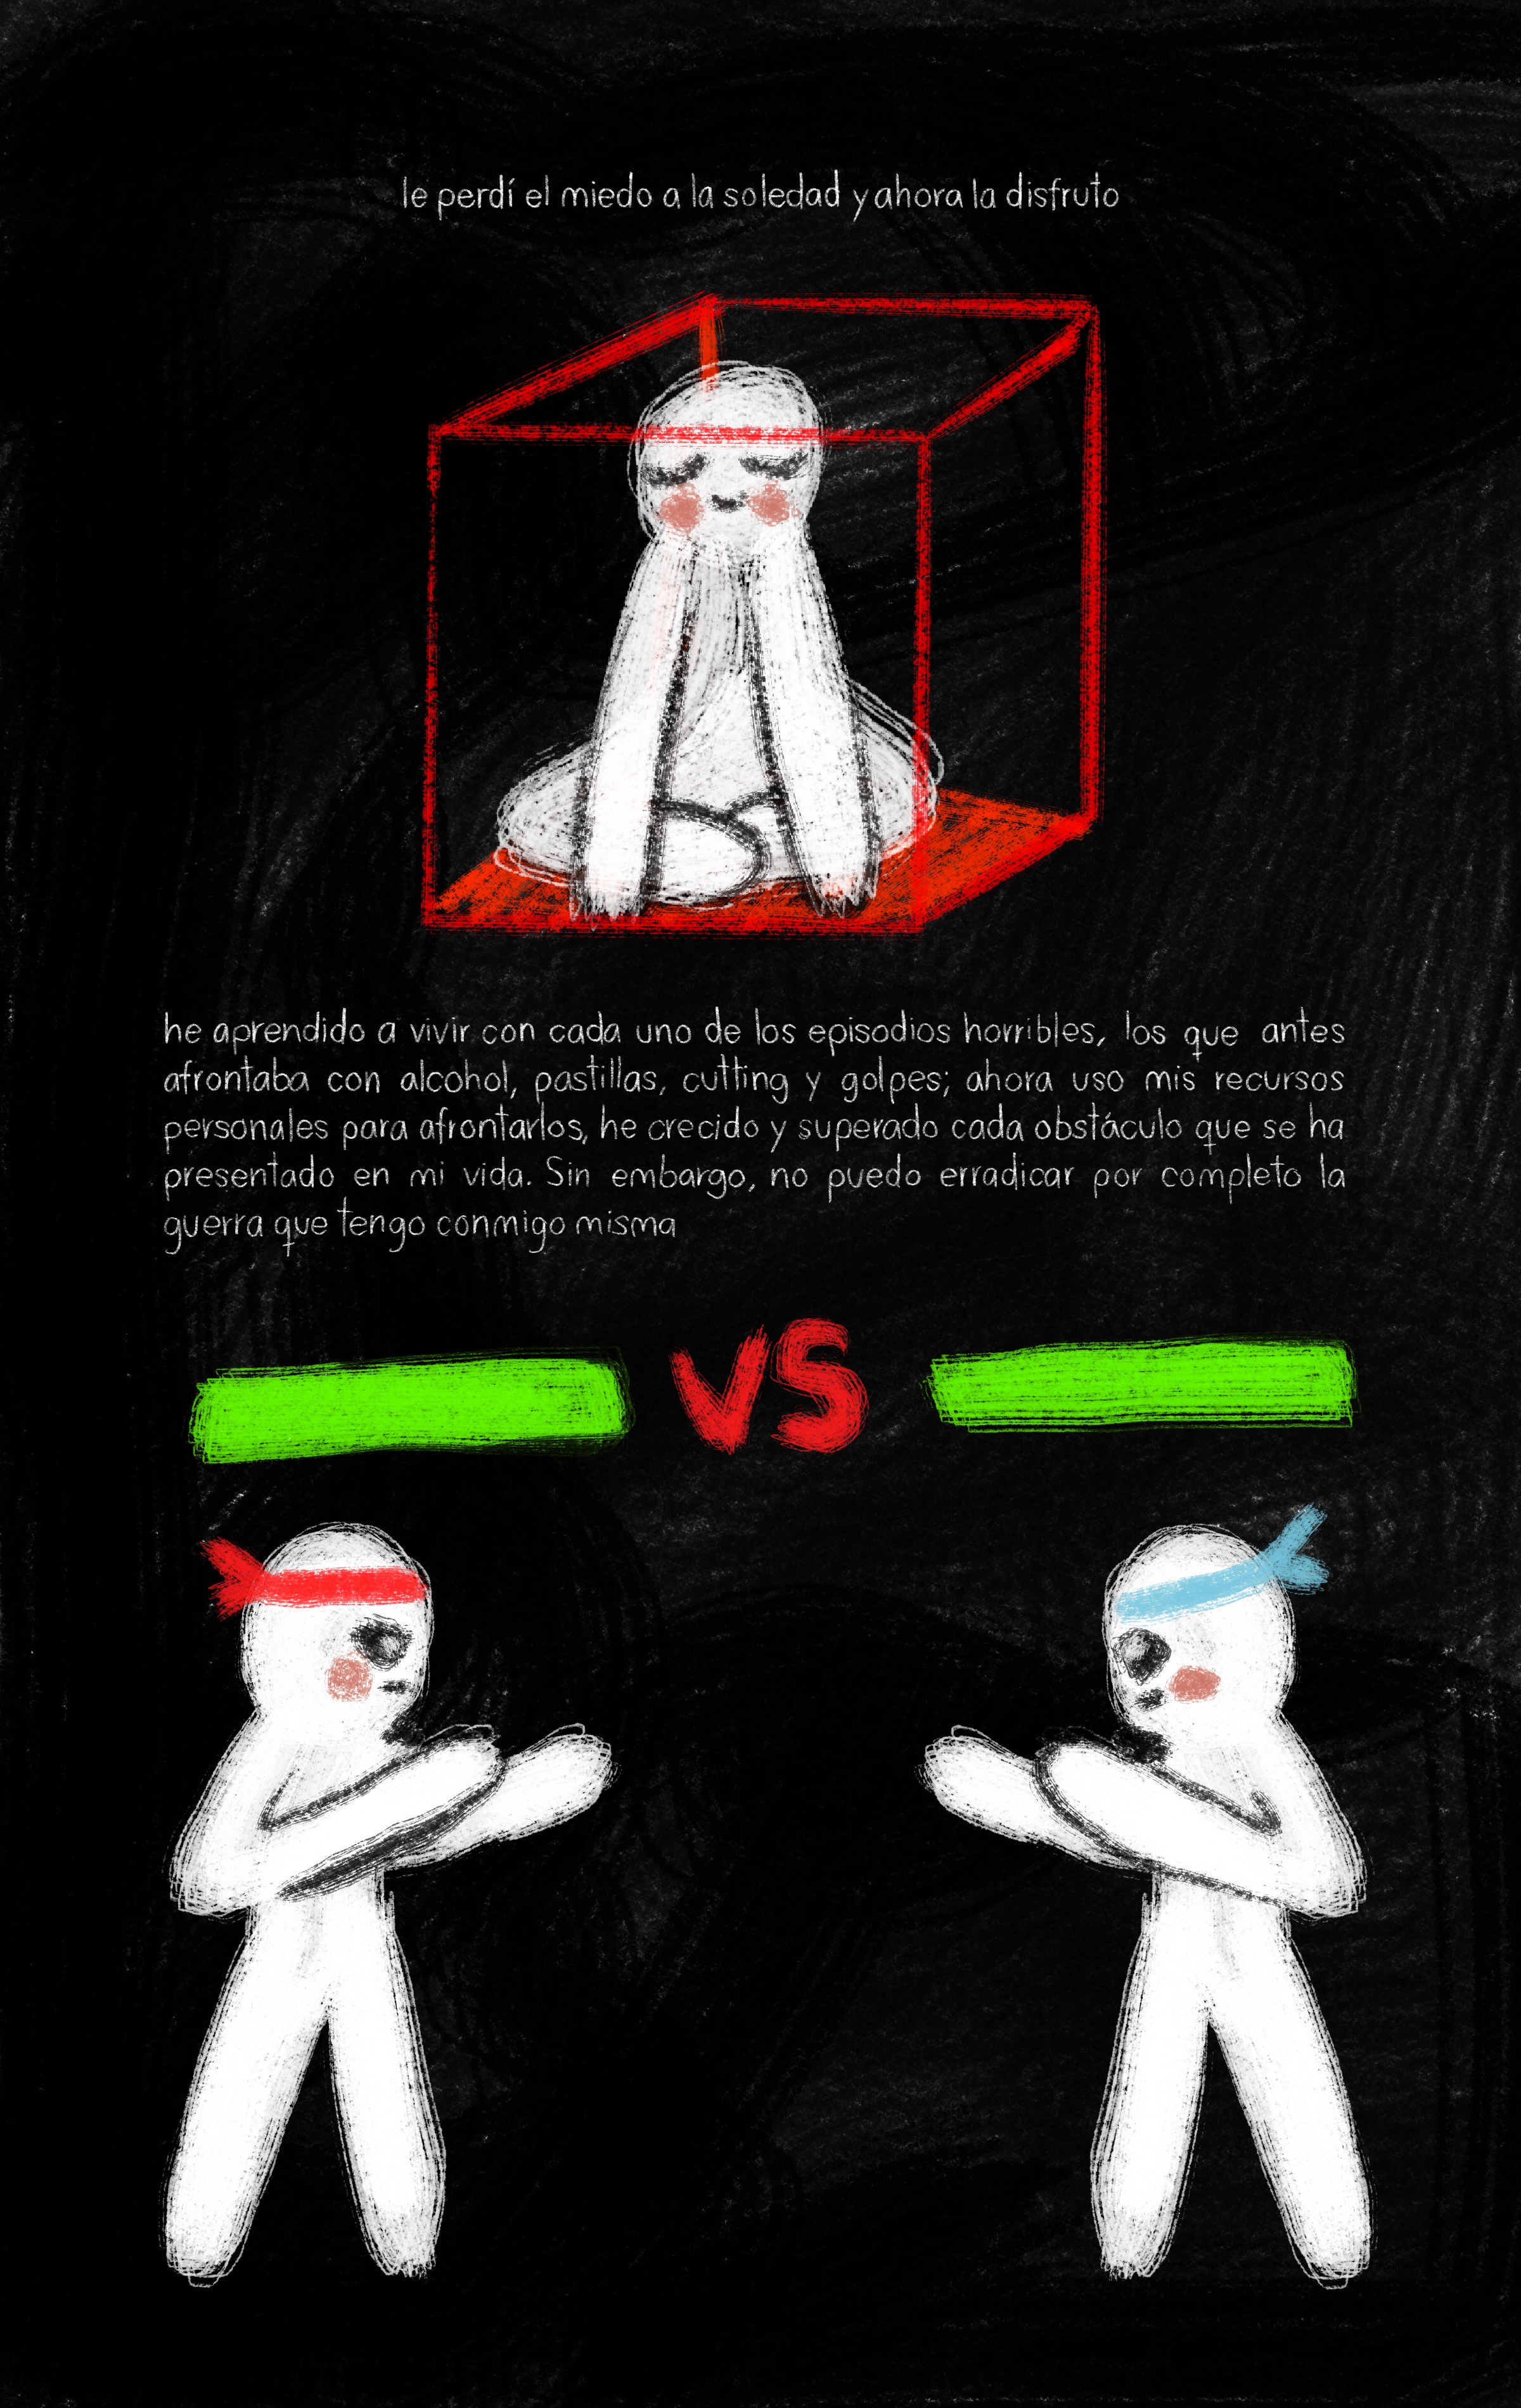 le perdí el miedo a la soledad y ahora la disfruto
he aprendido a vivir con cada uno de los episodios horribles, los que antes
afrontaba con alcohol, pastillas, cutting y golpes; ahora uso mis recursos
personales para afrontarlos, he crecido y superado cada obstáculo que se ha
presentado en mi vida. Sin embargo, no puedo erradicar por completo la
guerra que tengo conmigo misma
VS